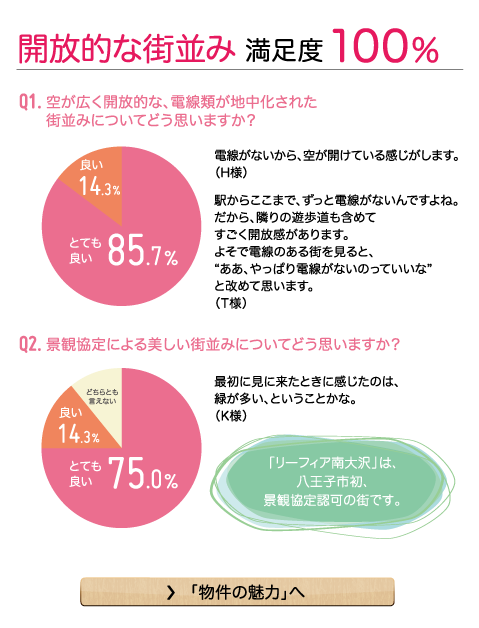 開放的な街並み 満足度 100%
Q1. 空が広く開放的な、電線類が地中化された
街並みについてどう思いますか？
良い
14.3%
とても
良い 85.7%
電線がないから、空が開けている感じがします。
（H様）
駅からここまで、ずっと電線がないんですよね。
だから、隣りの遊歩道も含めて
すごく開放感があります。
よそで電線のある街を見ると、
“ああ、やっぱり電線がないのっていいな”
と改めて思います。
（T様）
Q2. 景観協定による美しい街並みについてどう思いますか？
どちらとも
言えない
良い
14.3%
とても
良い 75.0%
最初に見に来たときに感じたのは、
緑が多い、ということかな。
（K様）
「リーフィア南大沢」は、
八王子市初、
景観協定認可の街です。
❯ 「物件の魅力」へ